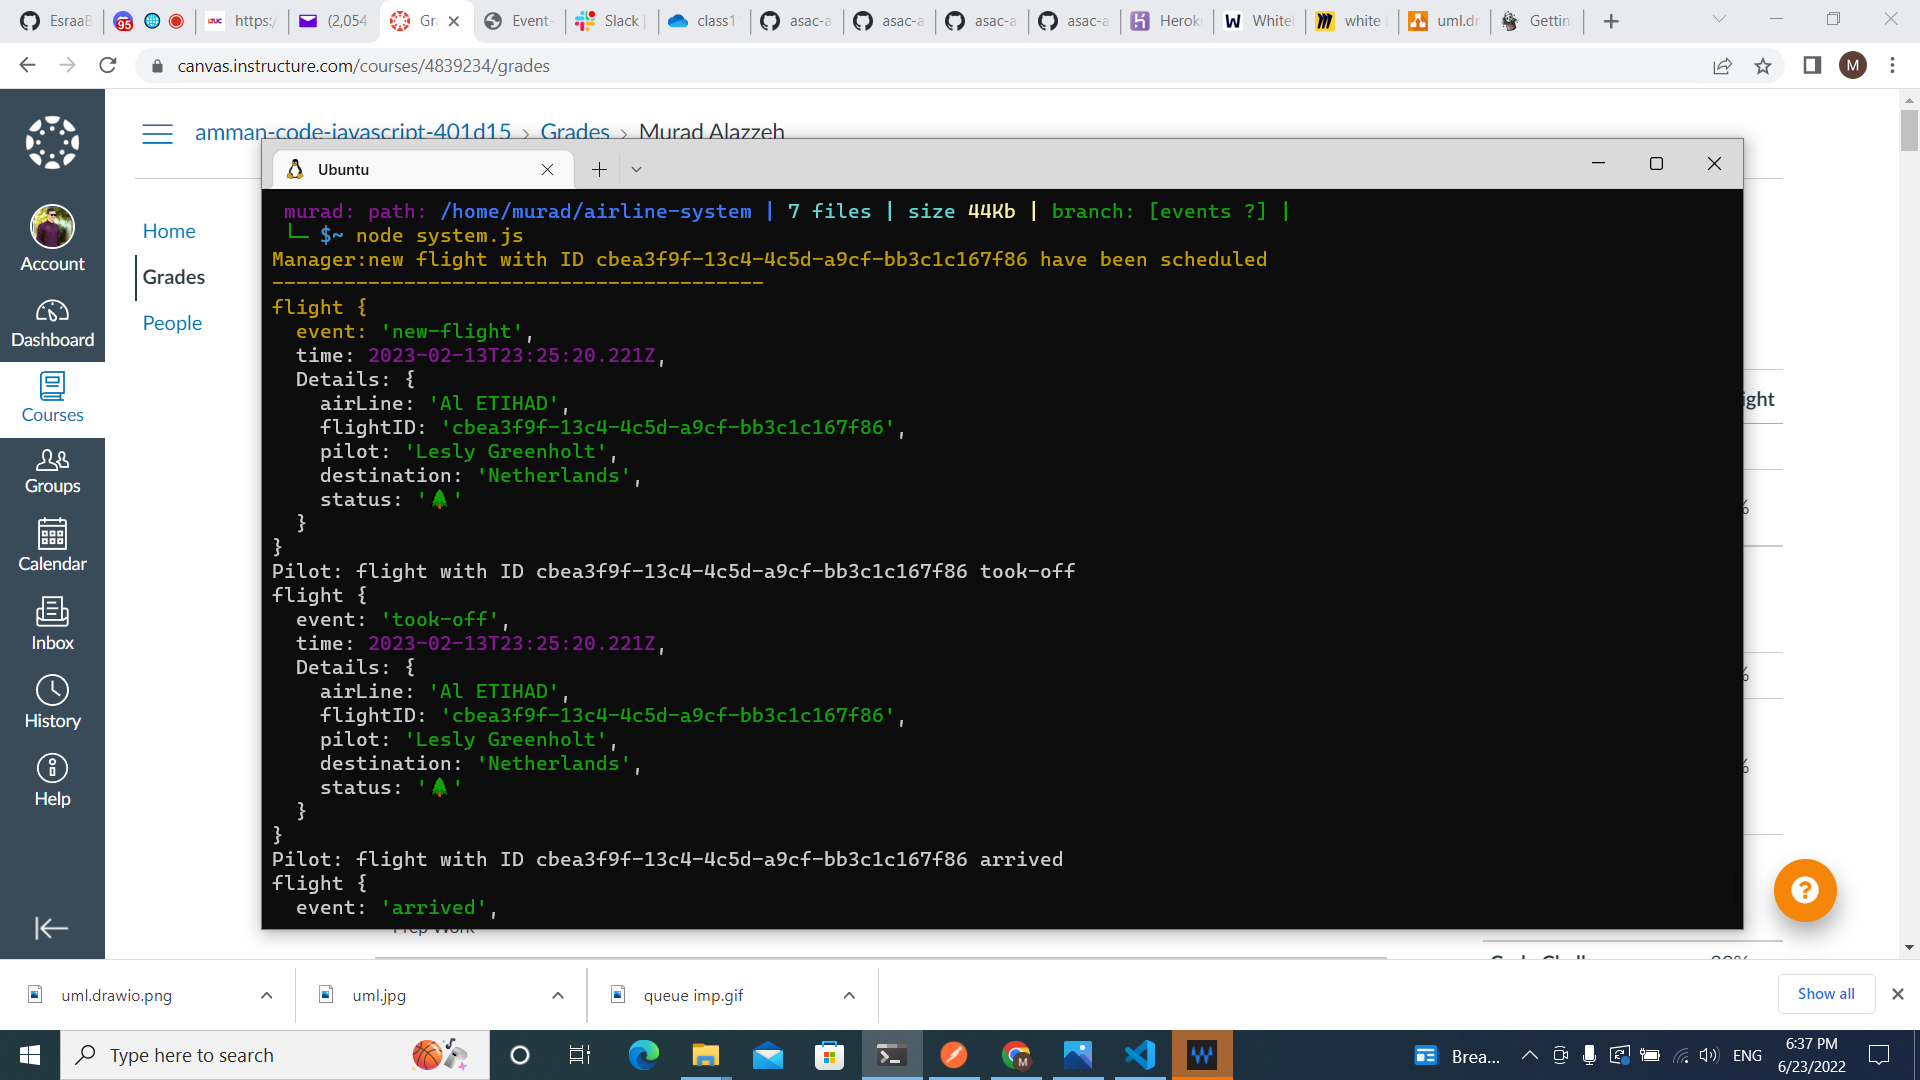 EsraaB
95
LTUC
https:/
(2,054
Gra
Event-
Slack |
class1
asac-a
asac-a
asac-a
asac-a
Herok
Whitel
white
uml.dr
Gettin
canvas.instructure.com/courses/4839234/grades
M
amman-code-javascript-401d15 › Grades › Murad Alazzeh
Account
Dashboard
Courses
Groups
Calendar
Inbox
History
Help
Home
Grades
People
Ubuntu
murad: path: /home/murad/airline-system | 7 files | size 44Kb | branch: [events ?] |
└─ $~ node system.js
Manager:new flight with ID cbea3f9f-13c4-4c5d-a9cf-bb3c1c167f86 have been scheduled
-----------------------------------------
flight {
event: 'new-flight',
time: 2023-02-13T23:25:20.221Z,
Details: {
airLine: 'Al ETIHAD',
flightID: 'cbea3f9f-13c4-4c5d-a9cf-bb3c1c167f86',
pilot: 'Lesly Greenholt',
destination: 'Netherlands',
status: '🌲'
}
}
Pilot: flight with ID cbea3f9f-13c4-4c5d-a9cf-bb3c1c167f86 took-off
flight {
event: 'took-off',
time: 2023-02-13T23:25:20.221Z,
Details: {
airLine: 'Al ETIHAD',
flightID: 'cbea3f9f-13c4-4c5d-a9cf-bb3c1c167f86',
pilot: 'Lesly Greenholt',
destination: 'Netherlands',
status: '🌲'
}
}
Pilot: flight with ID cbea3f9f-13c4-4c5d-a9cf-bb3c1c167f86 arrived
flight {
event: 'arrived',
ight
%
%
%
Prep Work
uml.drawio.png
uml.jpg
queue imp.gif
Show all
Type here to search
Brea...
ENG
6:37 PM
6/23/2022